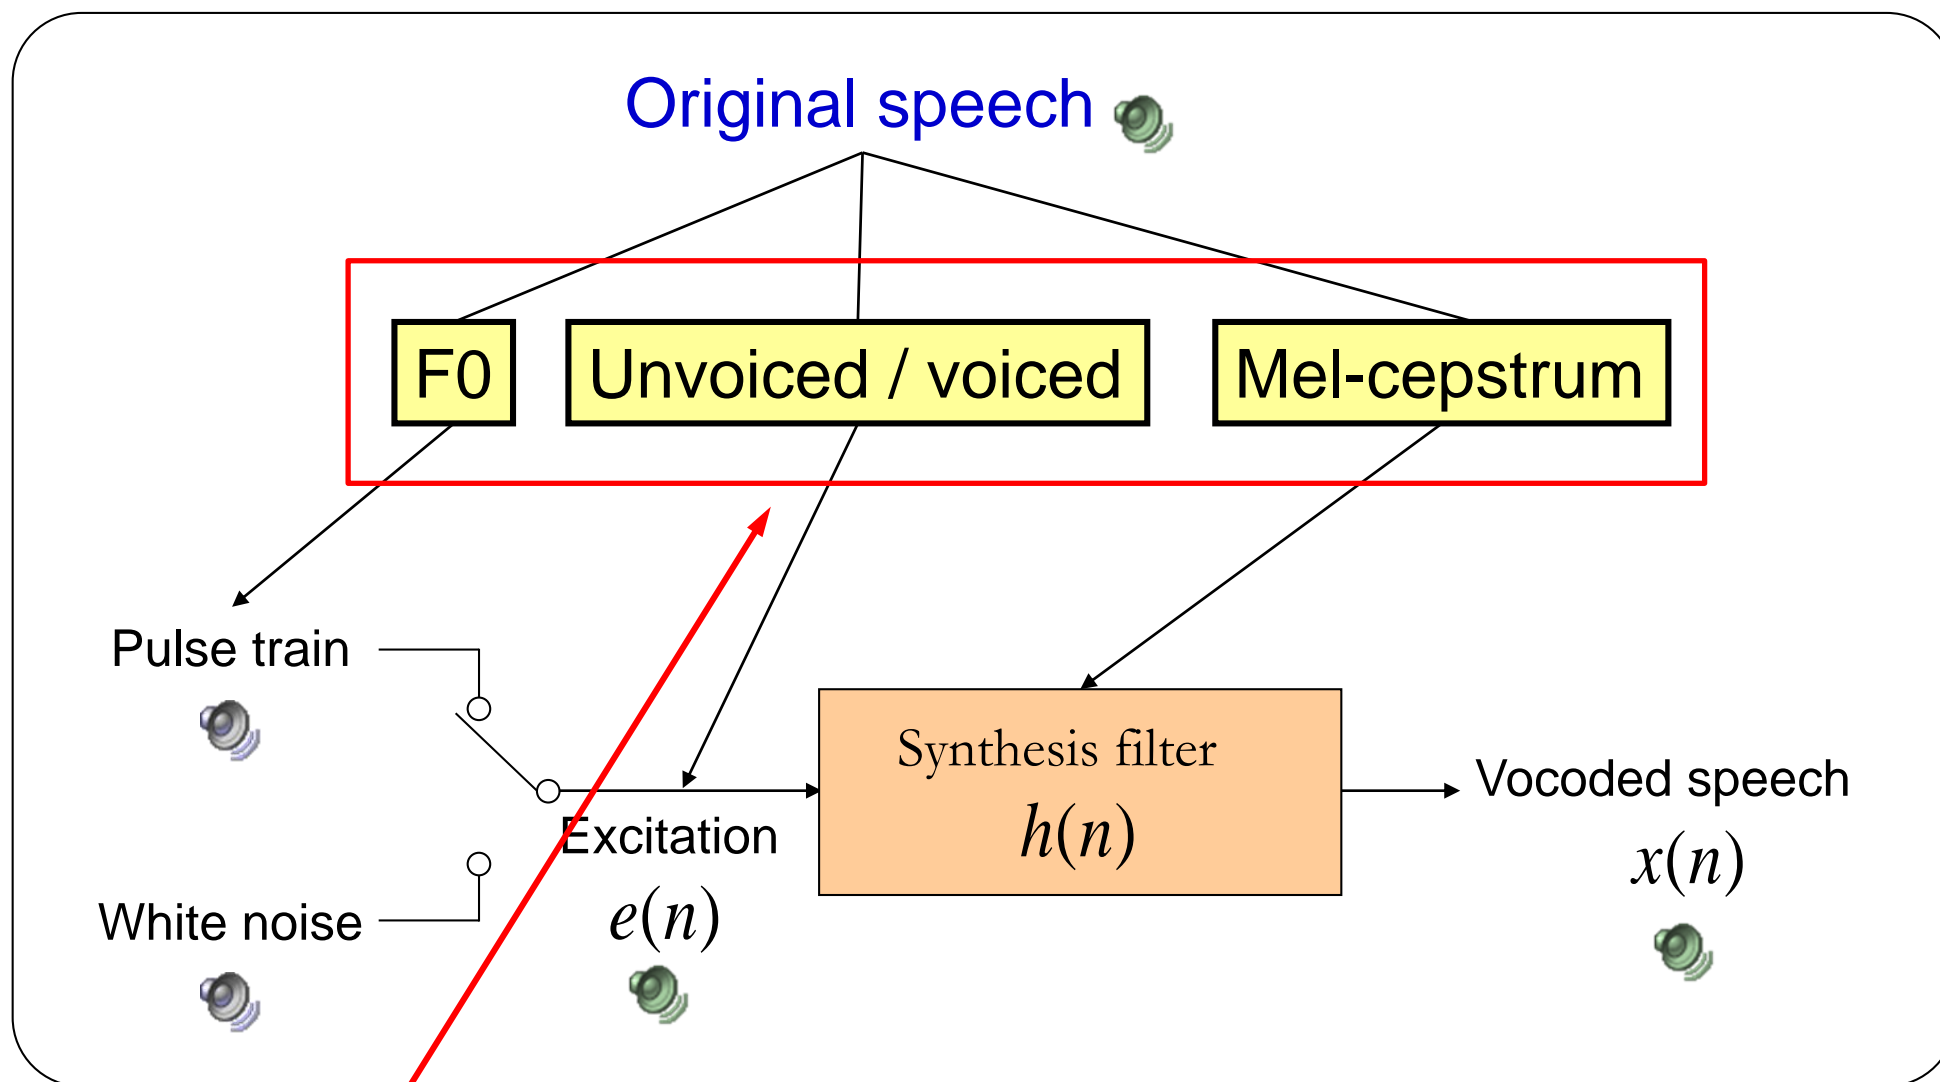 Original speech
F0
Unvoiced / voiced
Mel-cepstrum
Pulse train
White noise
Excitation
e(n)
Synthesis filter
h(n)
Vocoded speech
x(n)